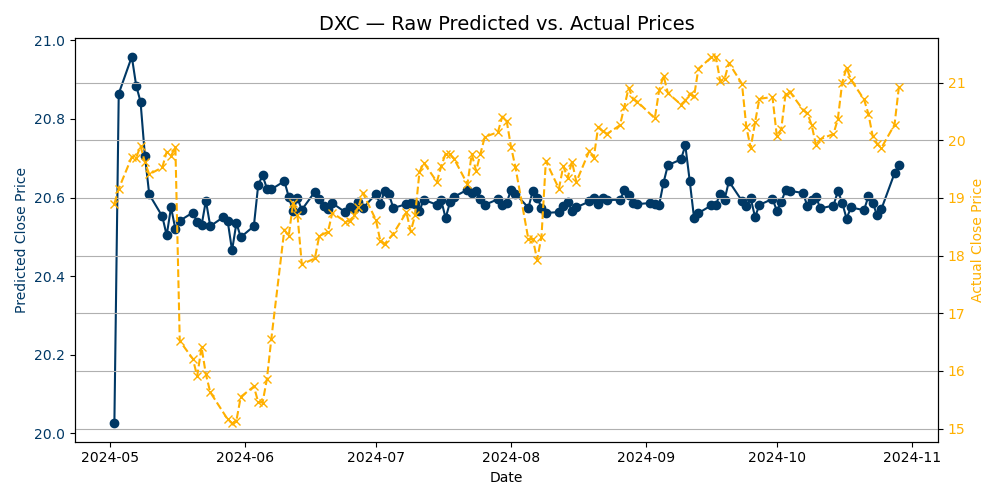 DXC — Raw Predicted vs. Actual Prices
21.0
20.8
20.6
20.4
20.2
20.0
Predicted Close Price
21
20
19
18
17
16
15
Actual Close Price
2024-05 2024-06 2024-07 2024-08 2024-09 2024-10 2024-11
Date